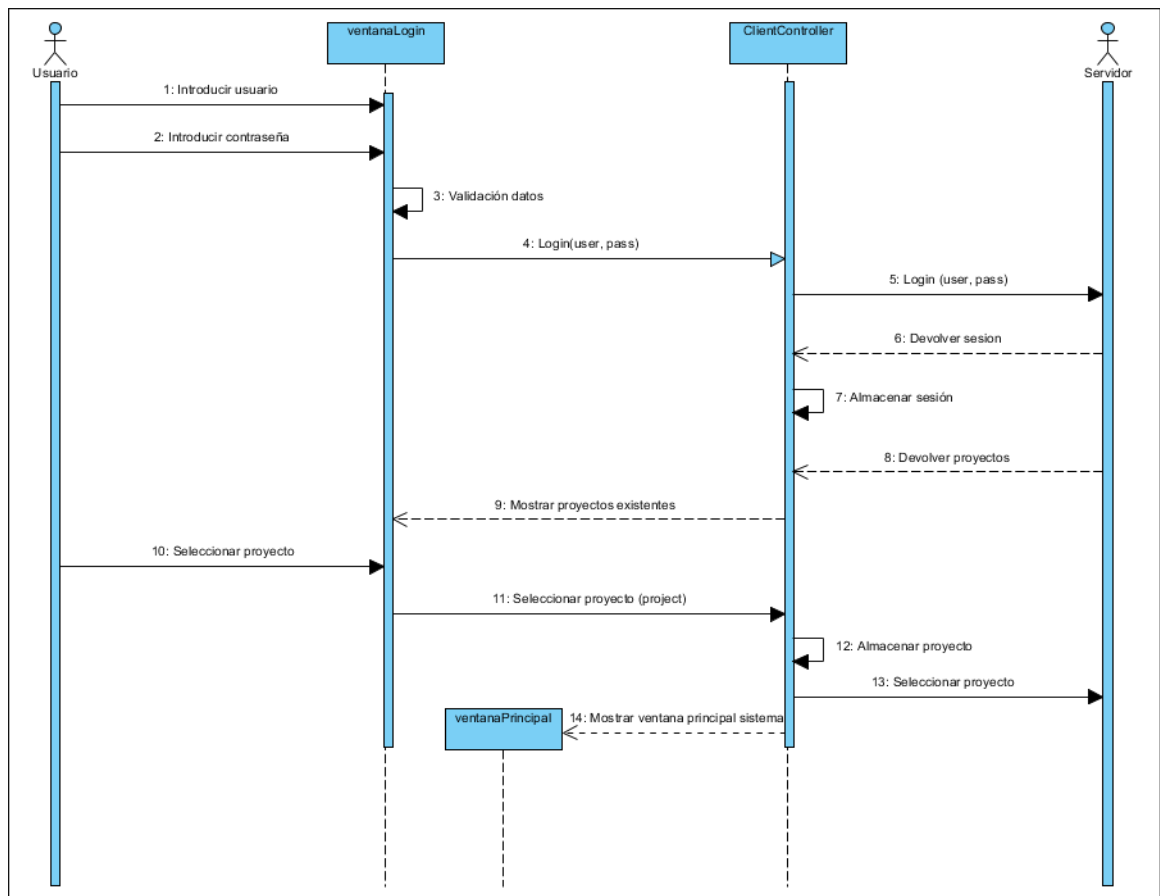 ventanaLogin
ClientController
Usuario
Servidor
1: Introducir usuario
2: Introducir contraseña
3: Validación datos
4: Login(user, pass)
5: Login (user, pass)
6: Devolver sesion
7: Almacenar sesión
8: Devolver proyectos
9: Mostrar proyectos existentes
10: Seleccionar proyecto
11: Seleccionar proyecto (project)
12: Almacenar proyecto
13: Seleccionar proyecto
ventanaPrincipal
14: Mostrar ventana principal sistema